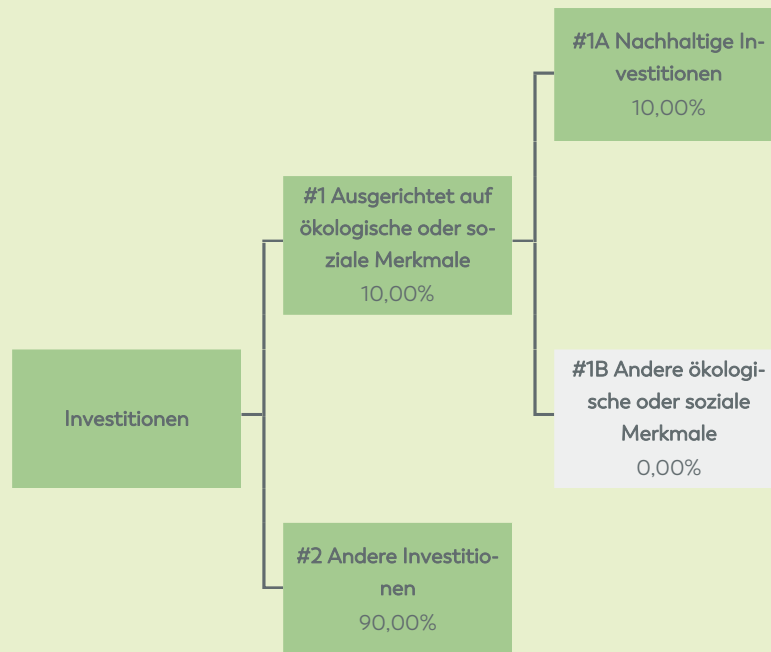 #1A Nachhaltige In-
vestitionen
10,00%
#1 Ausgerichtet auf
ökologische oder so-
ziale Merkmale
10,00%
Investitionen
#1B Andere ökologi-
sche oder soziale
Merkmale
0,00%
#2 Andere Investitio-
nen
90,00%